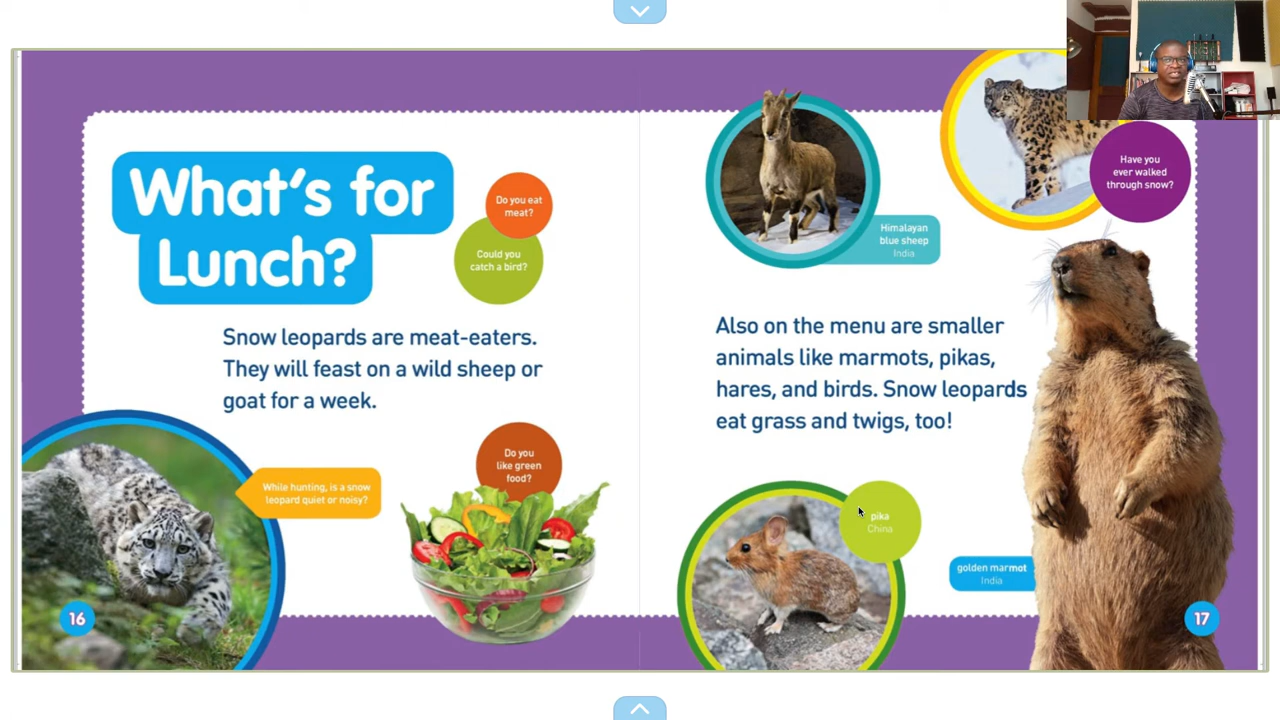 What's for
Lunch?
Do you eat
meat?
Could you
catch a bird?
Snow leopards are meat-eaters.
They will feast on a wild sheep or
goat for a week.
While hunting, is a snow
leopard quiet or noisy?
Do you
like green
food?
16
Himalayan
blue sheep
India
Have you
ever walked
through snow?
Also on the menu are smaller
animals like marmots, pikas,
hares, and birds. Snow leopards
eat grass and twigs, too!
pika
China
golden marmot
India
17